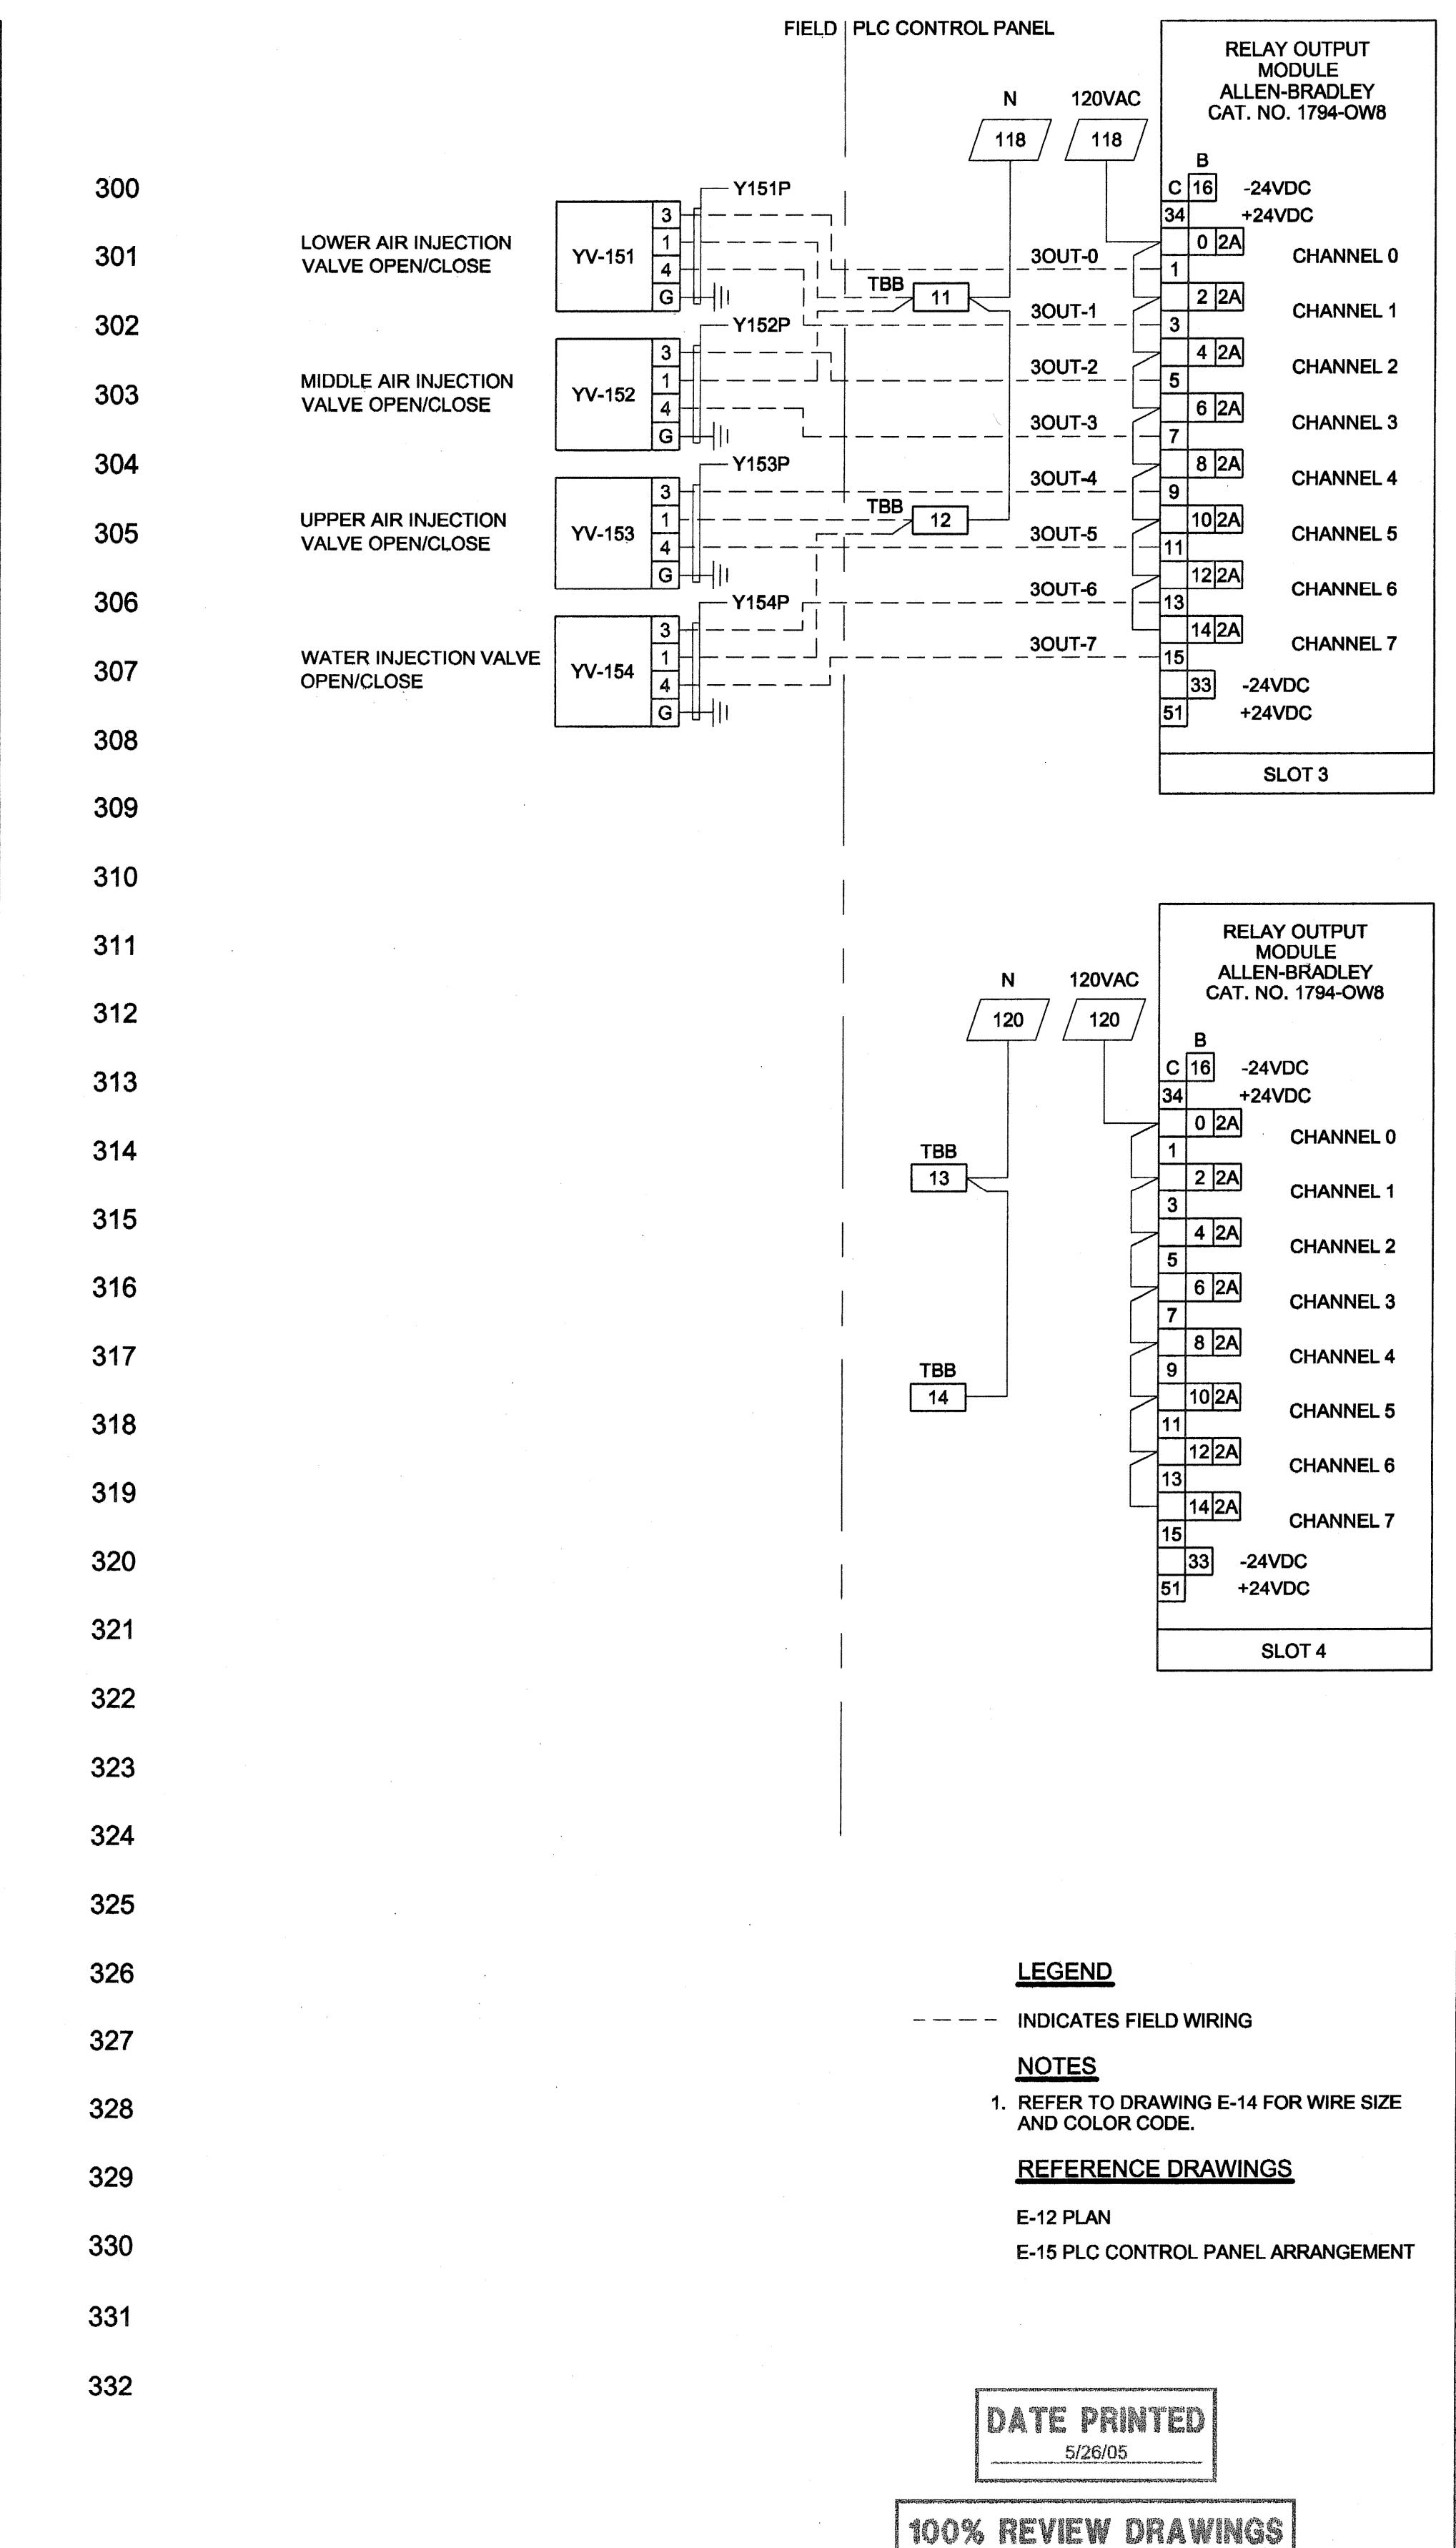 FIELD | PLC CONTROL PANEL
RELAY OUTPUT
MODULE
ALLEN-BRADLEY
CAT. NO. 1794-OW8
N
120VAC
118
118
B
C 16 -24VDC
34 +24VDC
0 2A
CHANNEL 0
1
2 2A
CHANNEL 1
3
4 2A
CHANNEL 2
5
6 2A
CHANNEL 3
7
8 2A
CHANNEL 4
9
10 2A
CHANNEL 5
11
12 2A
CHANNEL 6
13
14 2A
CHANNEL 7
15
33 -24VDC
51 +24VDC
SLOT 3
3OUT-0
3OUT-1
3OUT-2
3OUT-3
3OUT-4
3OUT-5
3OUT-6
3OUT-7
TBB
11
TBB
12
300
301
302
303
304
305
306
307
308
309
310
311
312
313
314
315
316
317
318
319
320
321
322
323
324
325
326
327
328
329
330
331
332
LOWER AIR INJECTION
VALVE OPEN/CLOSE
YV-151
3
1
4
G
Y151P
MIDDLE AIR INJECTION
VALVE OPEN/CLOSE
YV-152
3
1
4
G
Y152P
UPPER AIR INJECTION
VALVE OPEN/CLOSE
YV-153
3
1
4
G
Y153P
WATER INJECTION VALVE
OPEN/CLOSE
YV-154
3
1
4
G
Y154P
RELAY OUTPUT
MODULE
ALLEN-BRADLEY
CAT. NO. 1794-OW8
N
120VAC
120
120
B
C 16 -24VDC
34 +24VDC
0 2A
CHANNEL 0
1
2 2A
CHANNEL 1
3
4 2A
CHANNEL 2
5
6 2A
CHANNEL 3
7
8 2A
CHANNEL 4
9
10 2A
CHANNEL 5
11
12 2A
CHANNEL 6
13
14 2A
CHANNEL 7
15
33 -24VDC
51 +24VDC
SLOT 4
TBB
13
TBB
14
LEGEND
INDICATES FIELD WIRING
NOTES
1. REFER TO DRAWING E-14 FOR WIRE SIZE
AND COLOR CODE.
REFERENCE DRAWINGS
E-12 PLAN
E-15 PLC CONTROL PANEL ARRANGEMENT
DATE PRINTED
5/26/05
100% REVIEW DRAWINGS